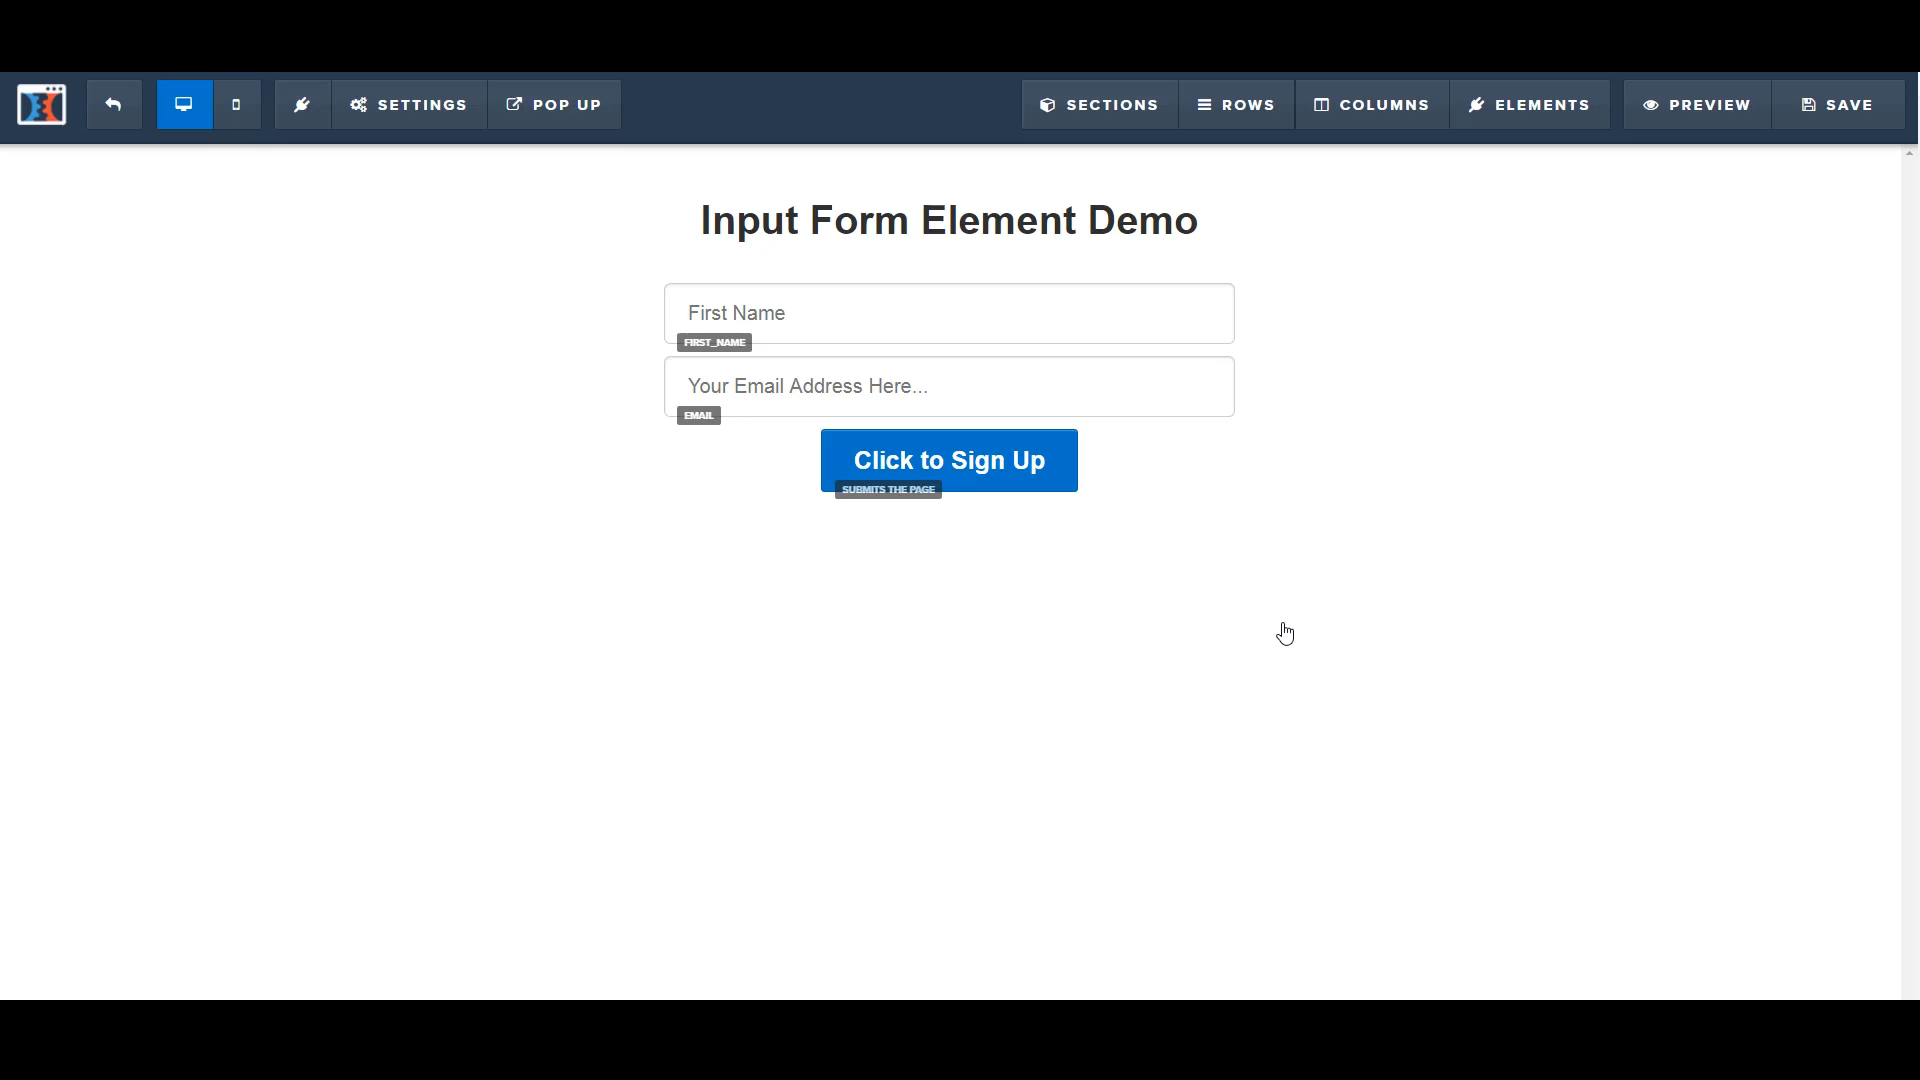 SETTINGS POP UP SECTIONS ROWS COLUMNS ELEMENTS PREVIEW SAVE
Input Form Element Demo
First Name
FIRST_NAME
Your Email Address Here...
EMAIL
Click to Sign Up
SUBMITS THE PAGE